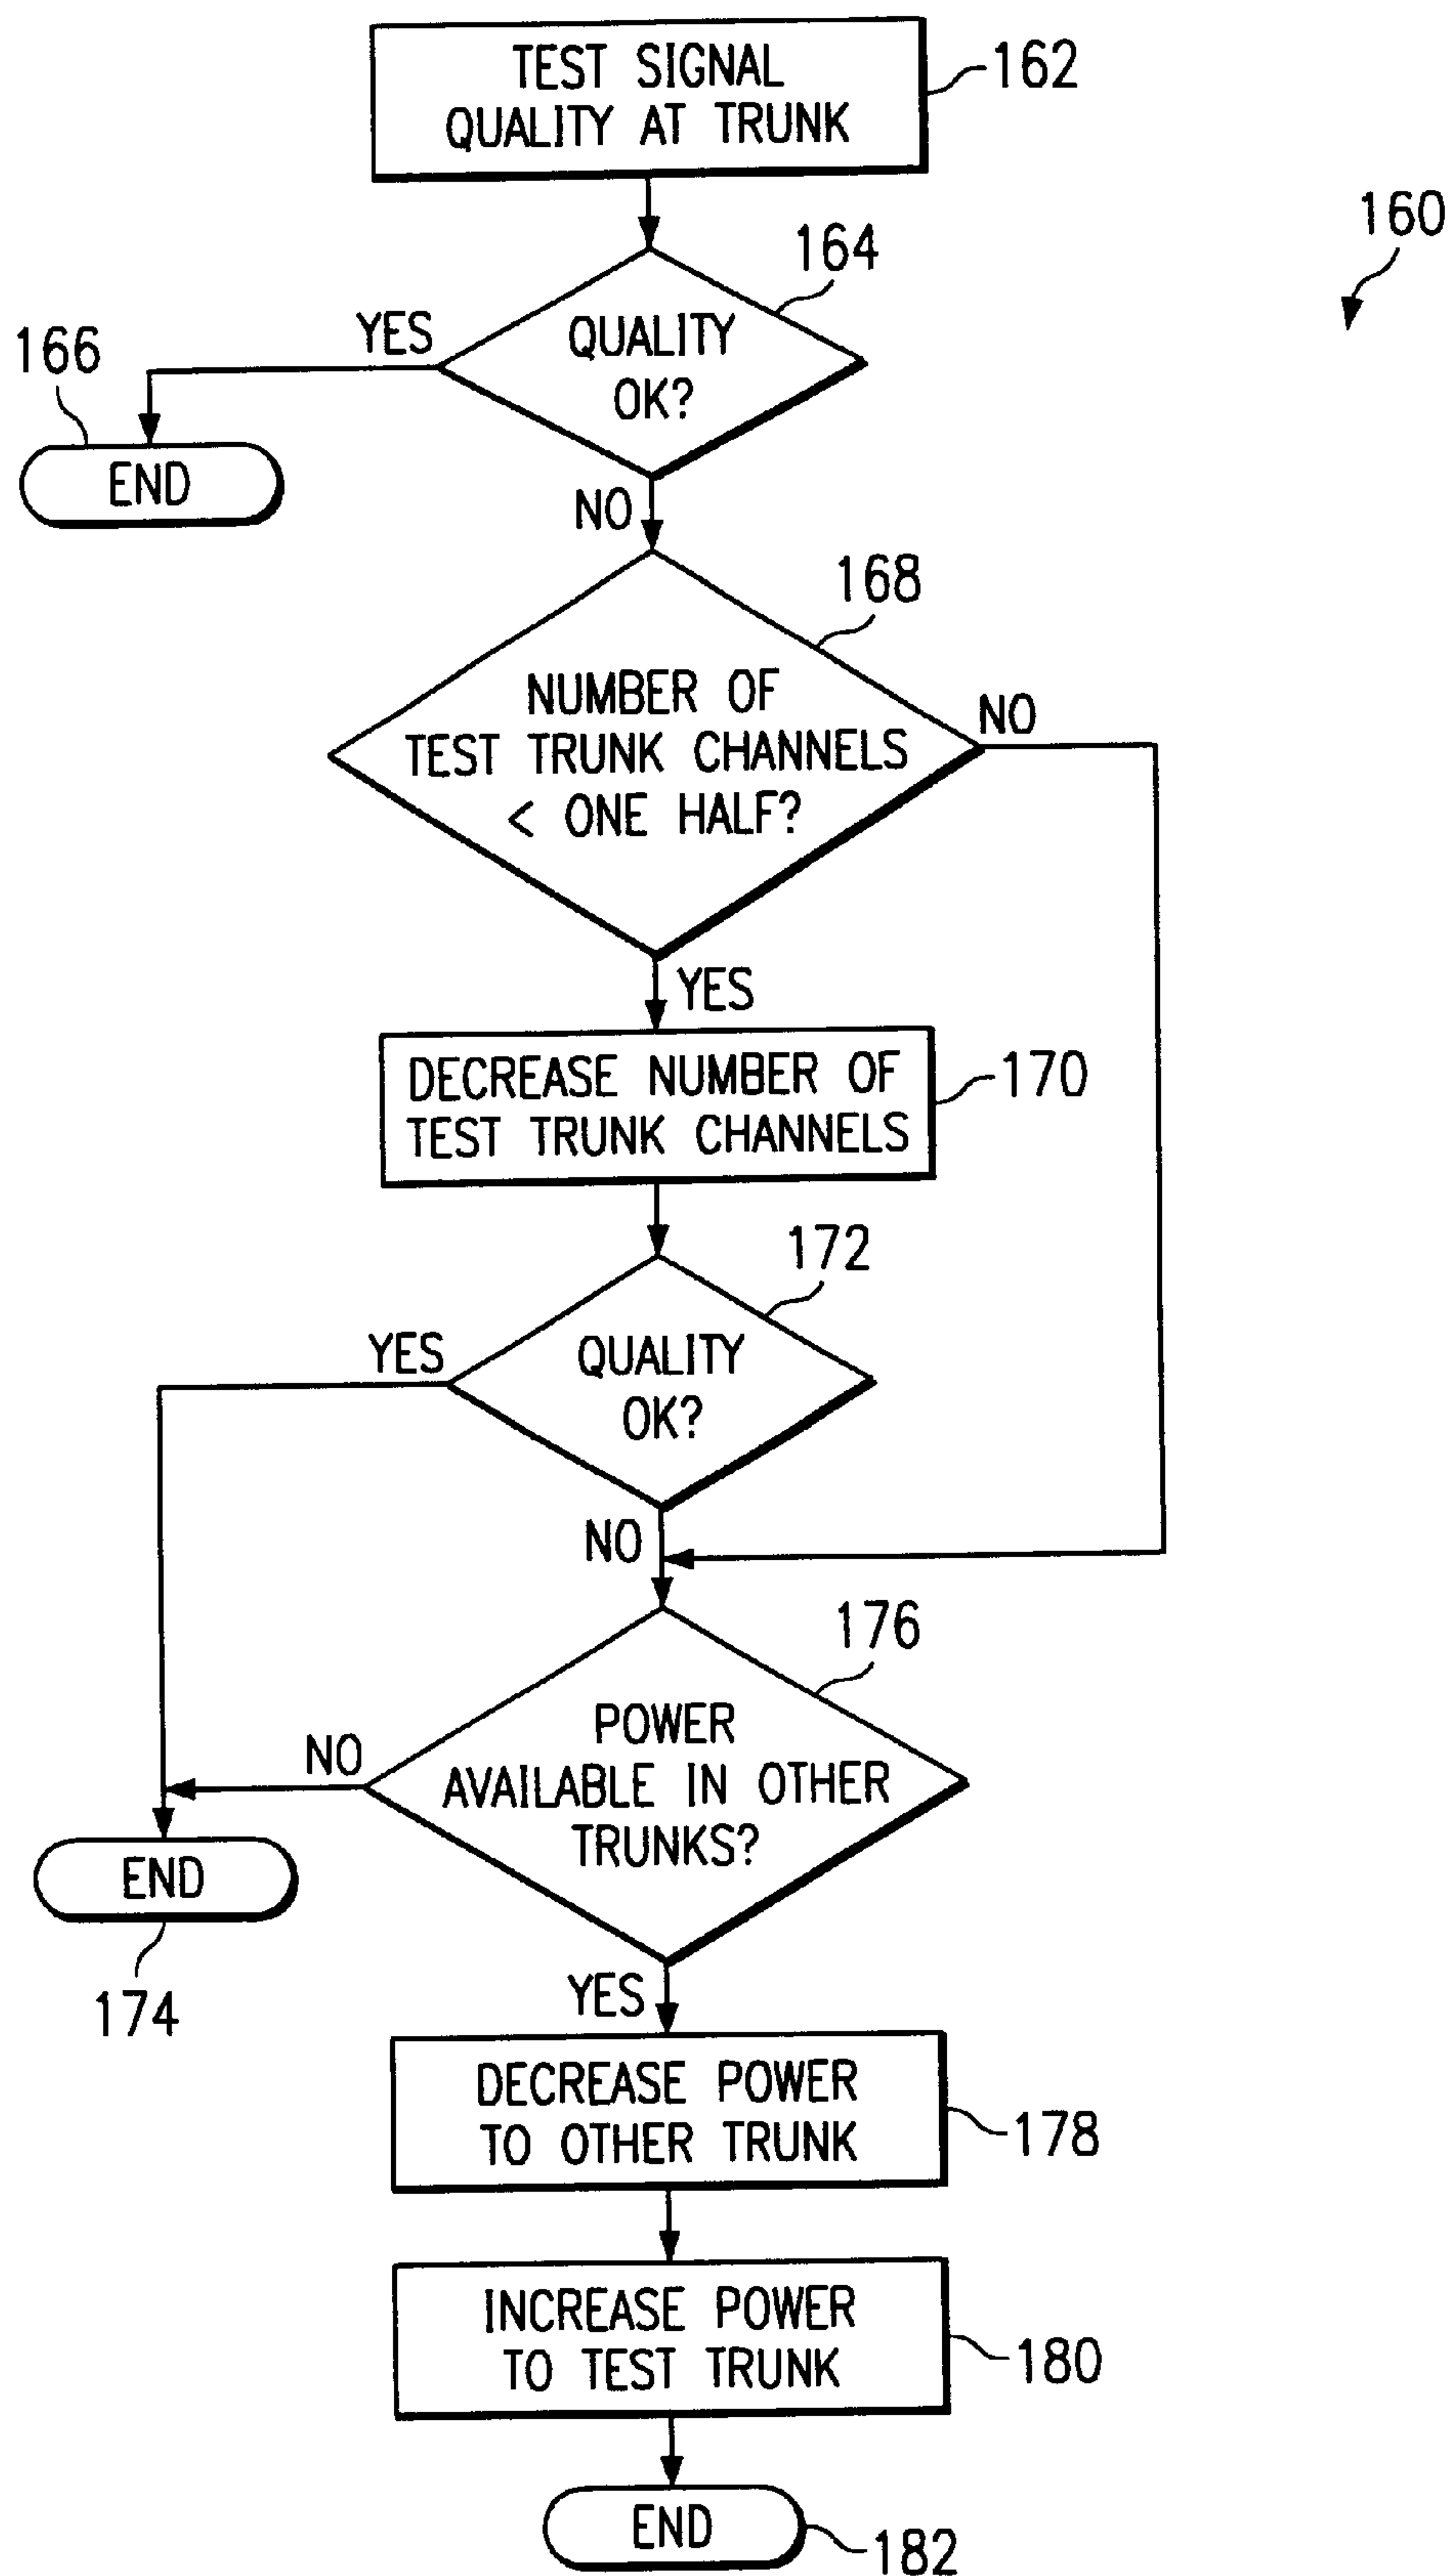 TEST SIGNAL
QUALITY AT TRUNK
162
160
164
YES
QUALITY
OK?
166
END
NO
168
NUMBER OF
TEST TRUNK CHANNELS
< ONE HALF?
NO
YES
DECREASE NUMBER OF
TEST TRUNK CHANNELS
170
172
YES
QUALITY
OK?
NO
176
POWER
AVAILABLE IN OTHER
TRUNKS?
NO
END
174
YES
DECREASE POWER
TO OTHER TRUNK
178
INCREASE POWER
TO TEST TRUNK
180
END
182